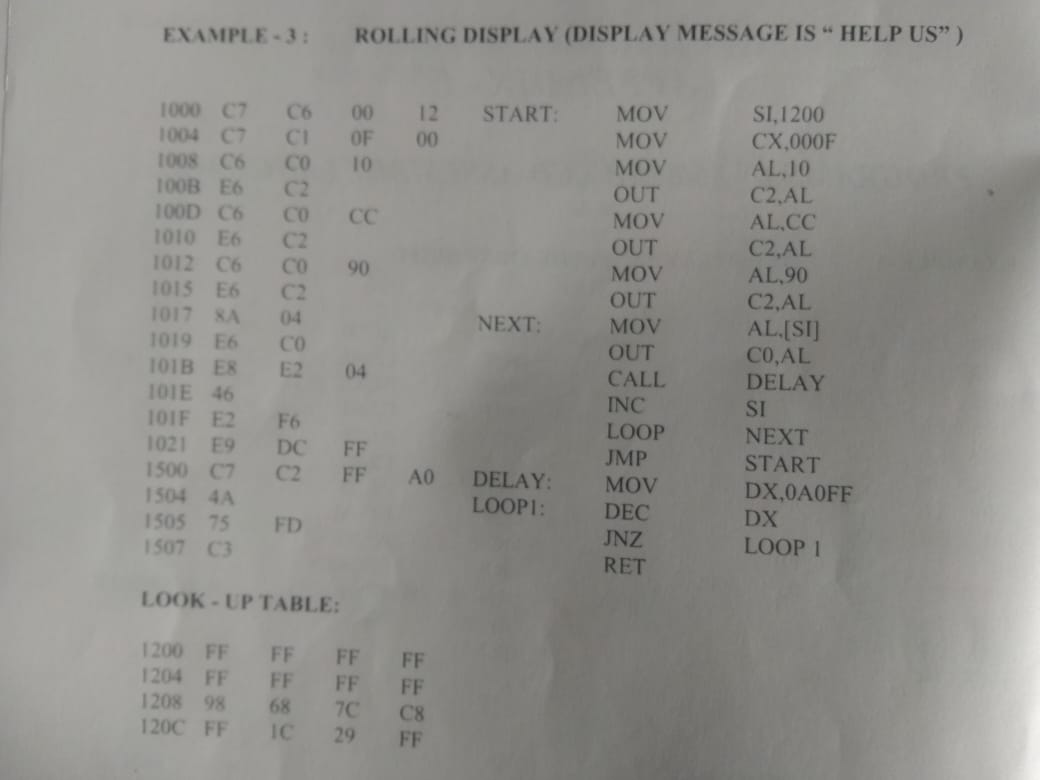 EXAMPLE - 3 : ROLLING DISPLAY (DISPLAY MESSAGE IS “ HELP US” )
1000 C7 C6 00 12 START: MOV SI,1200
1004 C7 C1 0F 00 MOV CX,000F
1008 C6 C0 10 MOV AL,10
100B E6 C2 OUT C2,AL
100D C6 C0 CC MOV AL,CC
1010 E6 C2 OUT C2,AL
1012 C6 C0 90 MOV AL,90
1015 E6 C2 OUT C2,AL
1017 8A 04 NEXT: MOV AL,[SI]
1019 E6 C0 OUT C0,AL
101B E8 E2 04 CALL DELAY
101E 46 INC SI
101F E2 F6 LOOP NEXT
1021 E9 DC FF JMP START
1500 C7 C2 FF A0 DELAY: MOV DX,0A0FF
1504 4A LOOP1: DEC DX
1505 75 FD JNZ LOOP 1
1507 C3 RET
LOOK - UP TABLE:
1200 FF FF FF FF
1204 FF FF FF FF
1208 98 68 7C C8
120C FF 1C 29 FF